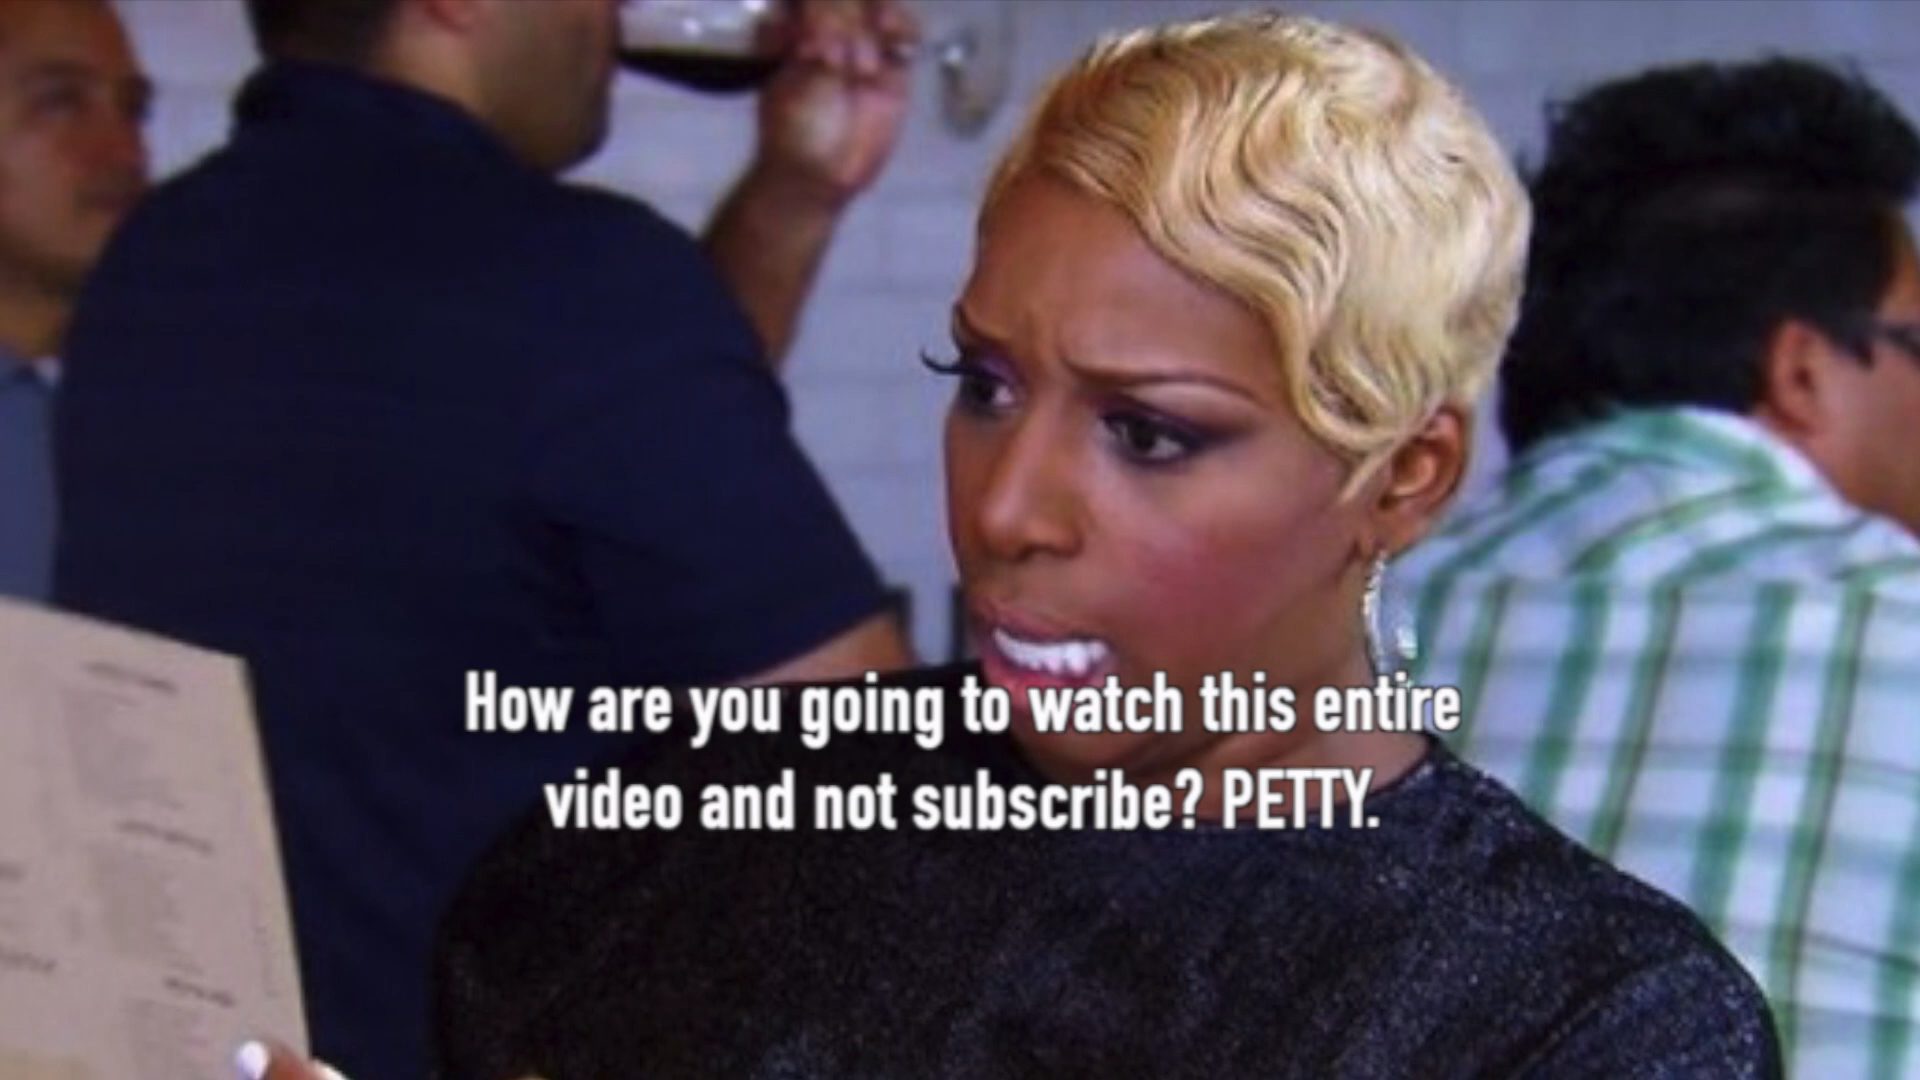 How are you going to watch this entire
video and not subscribe? PETTY.